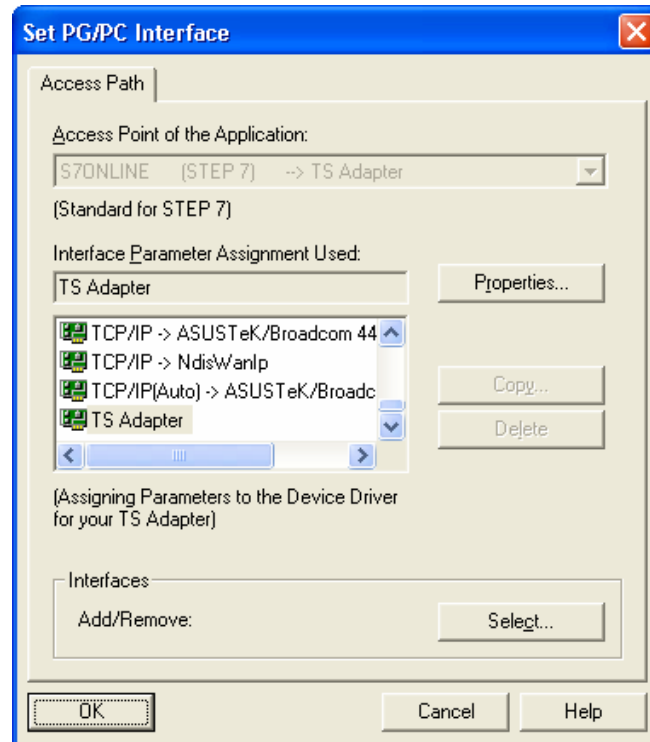 Set PG/PC Interface
Access Path
Access Point of the Application:
S7ONLINE (STEP 7) --> TS Adapter
(Standard for STEP 7)
Interface Parameter Assignment Used:
TS Adapter
Properties...
TCP/IP -> ASUSTeK/Broadcom 44
TCP/IP -> NdisWanIp
TCP/IP(Auto) -> ASUSTeK/Broadc
TS Adapter
Copy...
Delete
(Assigning Parameters to the Device Driver
for your TS Adapter)
Interfaces
Add/Remove:
Select...
OK
Cancel
Help